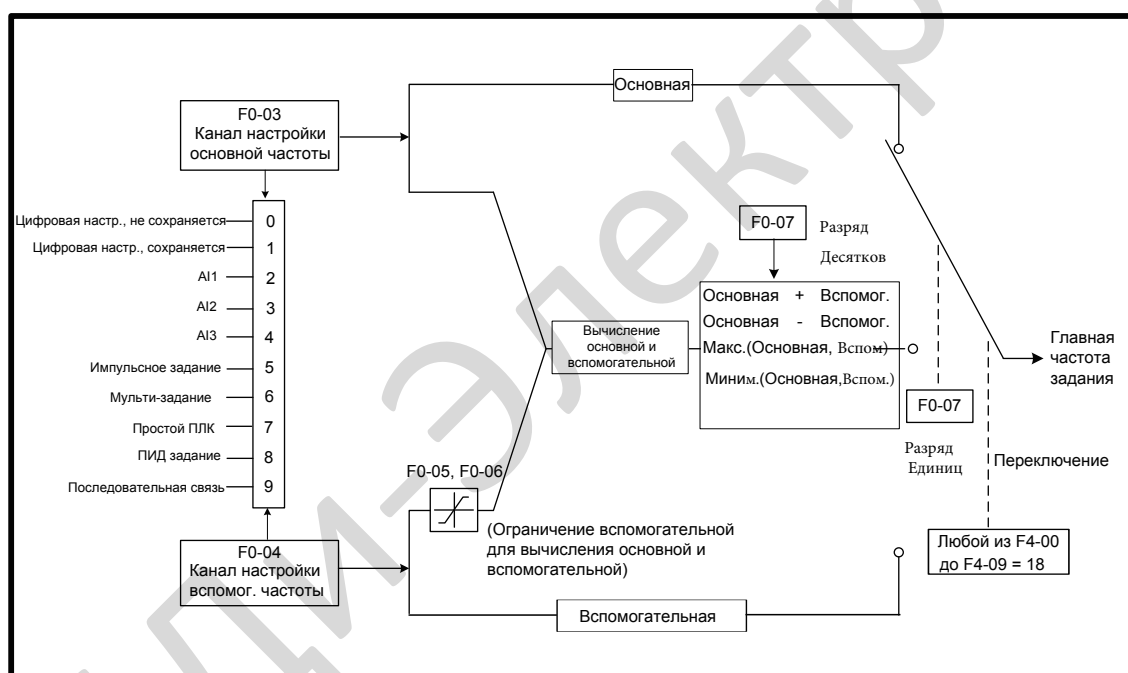 Основная
F0-03
Канал настройки
основной частоты
Цифровая настр., не сохраняется 0
Цифровая настр., сохраняется 1
AI1 2
AI2 3
AI3 4
Импульсное задание 5
Мульти-задание 6
Простой ПЛК 7
ПИД задание 8
Последовательная связь 9
F0-04
Канал настройки
вспомог. частоты
F0-05, F0-06
(Ограничение вспомогательной
для вычисления основной и
вспомогательной)
Вспомогательная
Вычисление
основной и
вспомогательной
F0-07
Разряд
Десятков
Основная + Вспомог.
Основная - Вспомог.
Макс.(Основная, Вспом)
Миним.(Основная,Вспом.)
F0-07
Разряд
Единиц
Переключение
Любой из F4-00
до F4-09 = 18
Главная
частота
задания
Ди-Электр